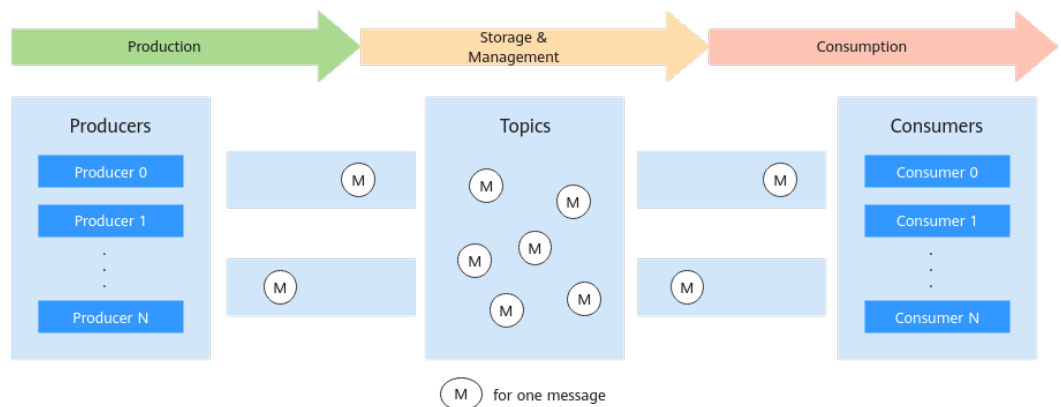 Production
Storage &
Management
Consumption
Producers
Topics
Consumers
Producer 0
Producer 1
.
.
.
Producer N
M
M
M
M
M
M
M
M
M
M
Consumer 0
Consumer 1
.
.
.
Consumer N
M for one message